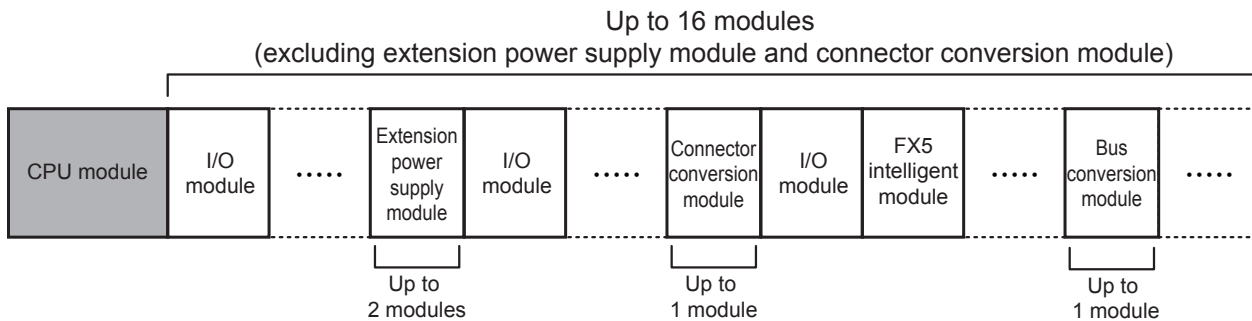 Up to 16 modules
(excluding extension power supply module and connector conversion module)
CPU module
I/O
module
.....
Extension
power
supply
module
I/O
module
.....
Connector
conversion
module
I/O
module
FX5
intelligent
module
.....
Bus
conversion
module
.....
Up to
2 modules
Up to
1 module
Up to
1 module